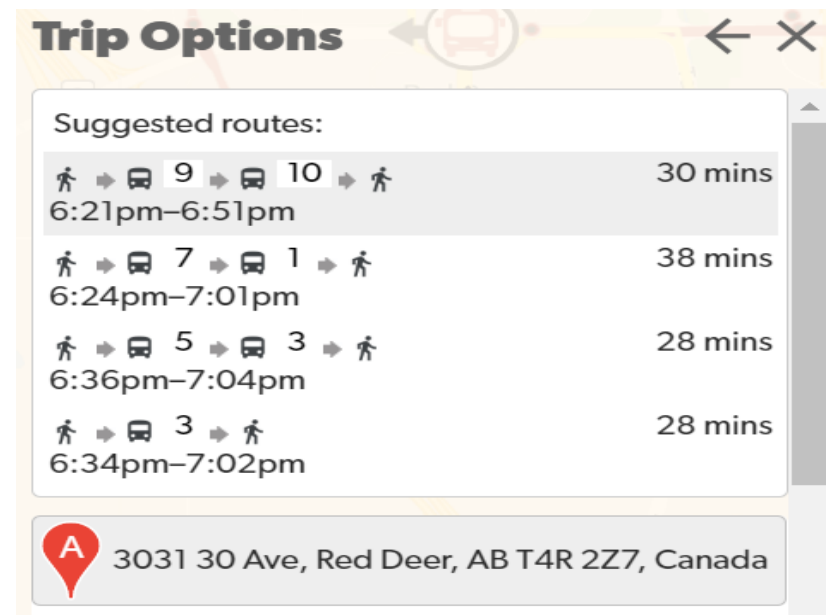 Trip Options
Suggested routes:
9 10 30 mins
6:21pm–6:51pm
7 1 38 mins
6:24pm–7:01pm
5 3 28 mins
6:36pm–7:04pm
3 28 mins
6:34pm–7:02pm
A 3031 30 Ave, Red Deer, AB T4R 2Z7, Canada